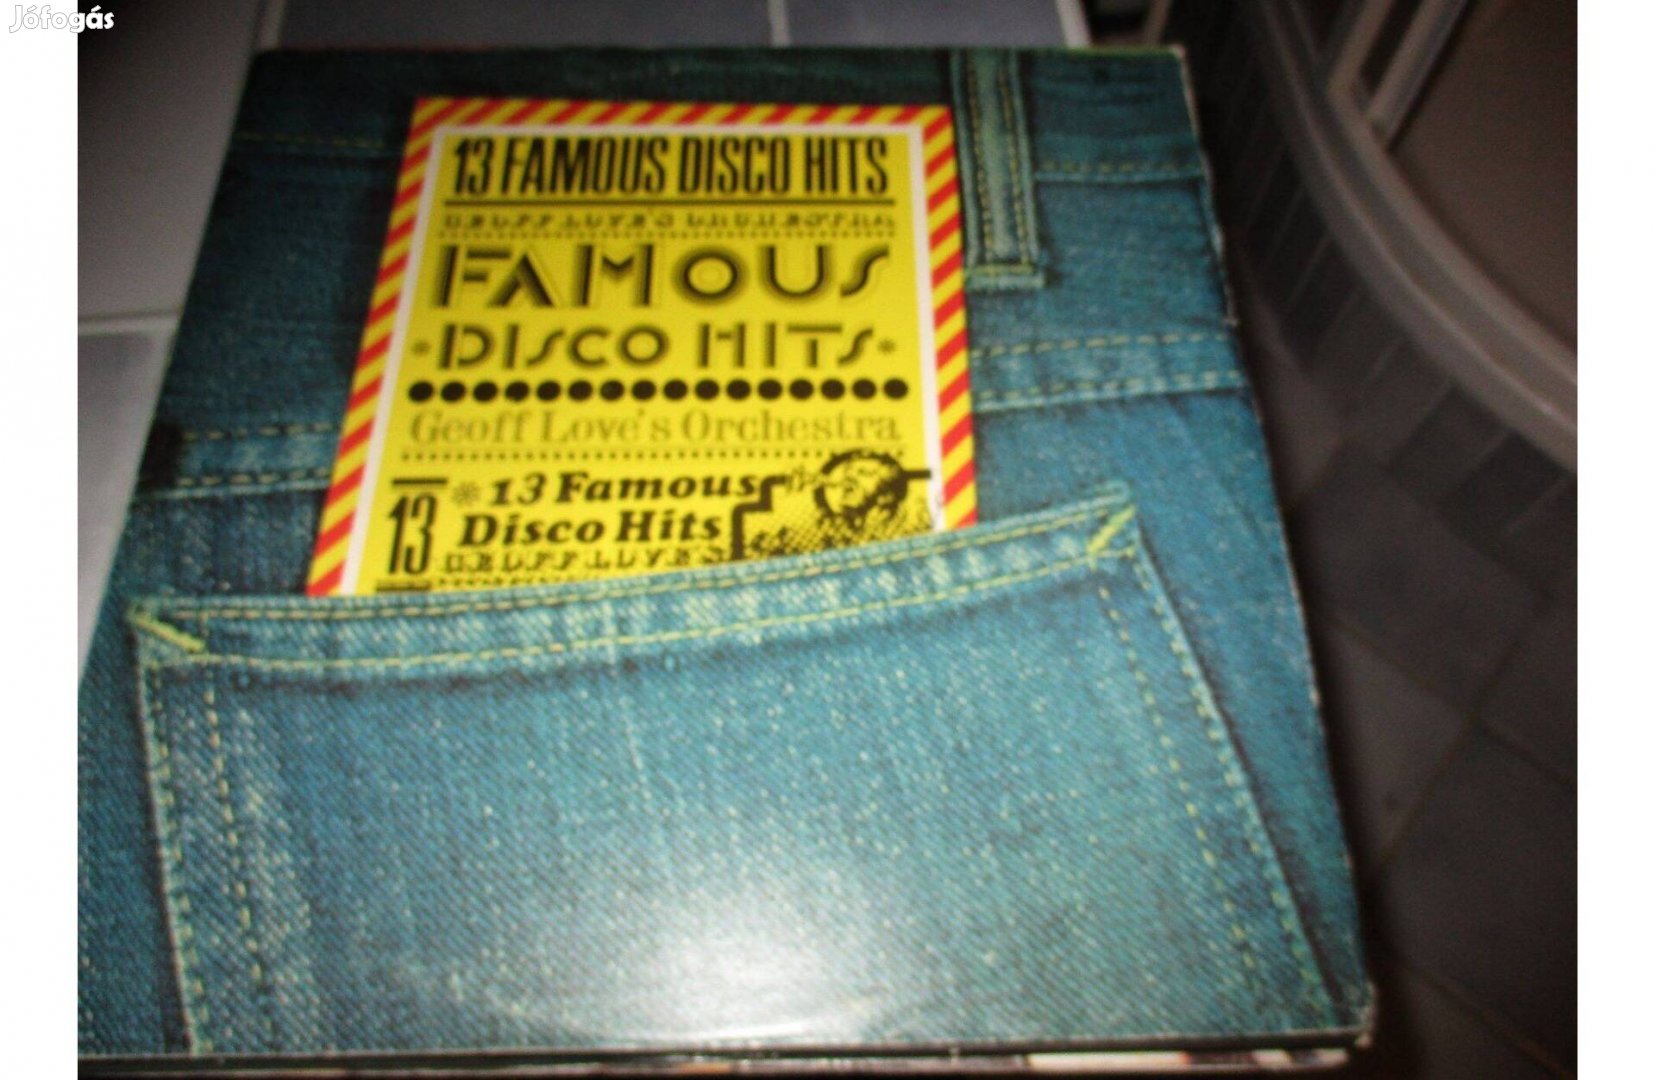 Jófogás
13 FAMOUS DISCO HITS
FAMOUS
DISCO HITS
Geoff Love's Orchestra
13 Famous
13
Disco Hits